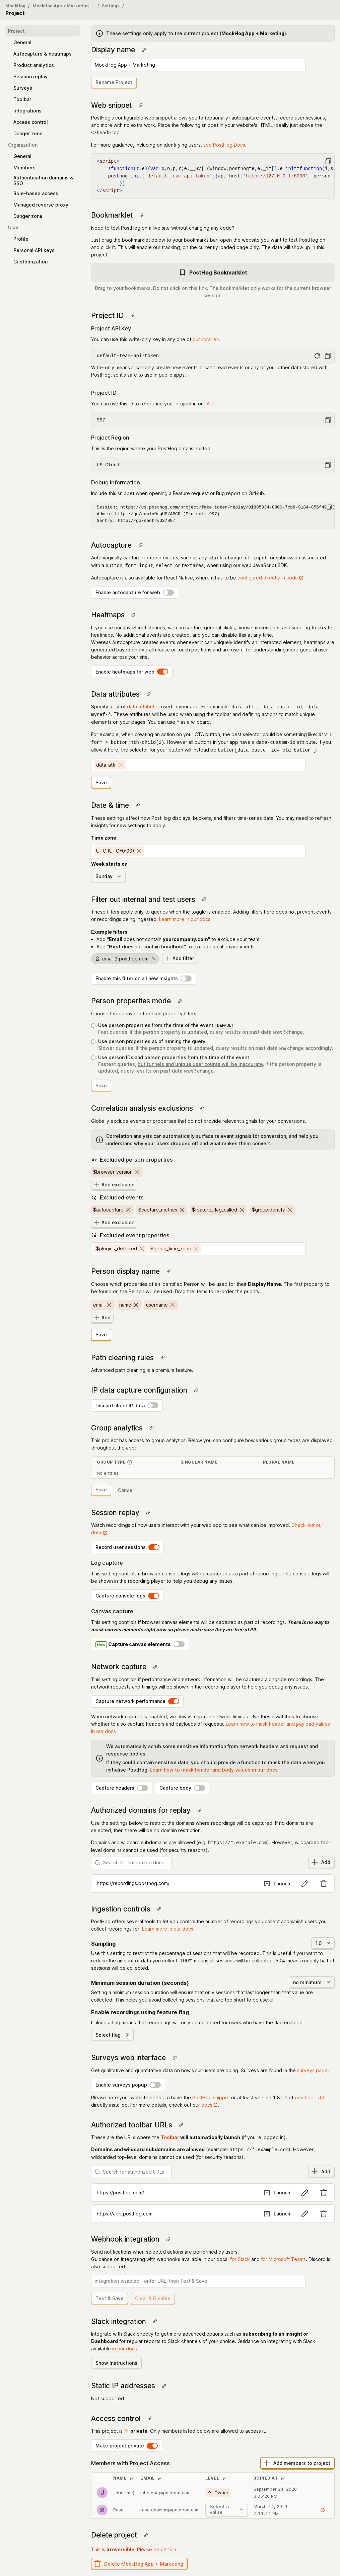 MockHog / MockHog App + Marketing / Settings /
Project
Project
General
Autocapture & heatmaps
Product analytics
Session replay
Surveys
Toolbar
Integrations
Access control
Danger zone
Organization
General
Members
Authentication domains &
SSO
Role-based access
Managed reverse proxy
Danger zone
User
Profile
Personal API keys
Customization
These settings only apply to the current project (MockHog App + Marketing).
Display name
MockHog App + Marketing
Rename Project
Web snippet
PostHog's configurable web snippet allows you to (optionally) autocapture events, record user sessions,
and more with no extra work. Place the following snippet in your website's HTML, ideally just above the
</head> tag.
For more guidance, including on identifying users, see PostHog Docs.
<script>
</script>
Bookmarklet
Need to test PostHog on a live site without changing any code?
Just drag the bookmarklet below to your bookmarks bar, open the website you want to test PostHog on
and click it. This will enable our tracking, on the currently loaded page only. The data will show up in this
project.
PostHog Bookmarklet
Drag to your bookmarks. Do not click on this link. The bookmarklet only works for the current browser
session.
Project ID
Project API Key
You can use this write-only key in any one of our libraries.
default-team-api-token
Write-only means it can only create new events. It can't read events or any of your other data stored with
PostHog, so it's safe to use in public apps.
Project ID
You can use this ID to reference your project in our API.
997
Project Region
This is the region where your PostHog data is hosted.
US Cloud
Debug information
Include this snippet when opening a Feature request or Bug report on GitHub.
Admin: http://go/adminOrgUS/ABCD (Project: 997)
Sentry: http://go/sentryUS/997
Autocapture
Automagically capture frontend events, such as any click, change of input, or submission associated
with a button, form, input, select, or textarea, when using our web JavaScript SDK.
Autocapture is also available for React Native, where it has to be configured directly in code.
Enable autocapture for web
Heatmaps
If you use our JavaScript libraries, we can capture general clicks, mouse movements, and scrolling to create
heatmaps. No additional events are created, and you can disable this at any time.
Whereas Autocapture creates events whenever it can uniquely identify an interacted element, heatmaps are
generated based on overall mouse or touch positions and are useful for understanding more general user
behavior across your site.
Enable heatmaps for web
Data attributes
Specify a list of data attributes used in your app. For example: data-attr, data-custom-id, data-
myref-*. These attributes will be used when using the toolbar and defining actions to match unique
elements on your pages. You can use * as a wildcard.
For example, when creating an action on your CTA button, the best selector could be something like: div >
form > button:nth-child(2). However all buttons in your app have a data-custom-id attribute. If you
allow it here, the selector for your button will instead be button[data-custom-id='cta-button'].
data-attr
Save
Date & time
These settings affect how PostHog displays, buckets, and filters time-series data. You may need to refresh
insights for new settings to apply.
Time zone
UTC (UTC±0:00)
Week starts on
Sunday
Filter out internal and test users
These filters apply only to queries when the toggle is enabled. Adding filters here does not prevent events
or recordings being ingested. Learn more in our docs.
Example filters
Add "Email does not contain yourcompany.com" to exclude your team.
Add "Host does not contain localhost" to exclude local environments.
email ∌ posthog.com
Add filter
Enable this filter on all new insights
Person properties mode
Choose the behavior of person property filters.
Use person properties from the time of the event DEFAULT
Fast queries. If the person property is updated, query results on past data won't change.
Use person properties as of running the query
Slower queries. If the person property is updated, query results on past data will change accordingly.
Use person IDs and person properties from the time of the event
Fastest queries, but funnels and unique user counts will be inaccurate. If the person property is
updated, query results on past data won't change.
Save
Correlation analysis exclusions
Globally exclude events or properties that do not provide relevant signals for your conversions.
Correlation analysis can automatically surface relevant signals for conversion, and help you
understand why your users dropped off and what makes them convert.
Excluded person properties
$browser_version
Add exclusion
Excluded events
$autocapture $capture_metrics $feature_flag_called $groupidentify
Add exclusion
Excluded event properties
$plugins_deferred $geoip_time_zone
Person display name
Choose which properties of an identified Person will be used for their Display Name. The first property to
be found on the Person will be used. Drag the items to re-order the priority.
email name username
Add
Save
Path cleaning rules
Advanced path cleaning is a premium feature.
IP data capture configuration
Discard client IP data
Group analytics
This project has access to group analytics. Below you can configure how various group types are displayed
throughout the app.
GROUP TYPE SINGULAR NAME PLURAL NAME
No entries
Save Cancel
Session replay
Watch recordings of how users interact with your web app to see what can be improved. Check out our
docs
Record user sessions
Log capture
This setting controls if browser console logs will be captured as a part of recordings. The console logs will
be shown in the recording player to help you debug any issues.
Capture console logs
Canvas capture
This setting controls if browser canvas elements will be captured as part of recordings. There is no way to
mask canvas elements right now so please make sure they are free of PII.
New Capture canvas elements
Network capture
This setting controls if performance and network information will be captured alongside recordings. The
network requests and timings will be shown in the recording player to help you debug any issues.
Capture network performance
When network capture is enabled, we always capture network timings. Use these switches to choose
whether to also capture headers and payloads of requests. Learn how to mask header and payload values
in our docs
We automatically scrub some sensitive information from network headers and request and
response bodies.
If they could contain sensitive data, you should provide a function to mask the data when you
initialise PostHog. Learn how to mask header and body values in our docs
Capture headers Capture body
Authorized domains for replay
Use the settings below to restrict the domains where recordings will be captured. If no domains are
selected, then there will be no domain restriction.
Domains and wildcard subdomains are allowed (e.g. https://*.example.com). However, wildcarded top-
level domains cannot be used (for security reasons).
Search for authorized dom... Add
https://recordings.posthog.com/ Launch
Ingestion controls
PostHog offers several tools to let you control the number of recordings you collect and which users you
collect recordings for. Learn more in our docs.
Sampling 1.0
Use this setting to restrict the percentage of sessions that will be recorded. This is useful if you want to
reduce the amount of data you collect. 100% means all sessions will be collected. 50% means roughly half of
sessions will be collected.
Minimum session duration (seconds) no minimum
Setting a minimum session duration will ensure that only sessions that last longer than that value are
collected. This helps you avoid collecting sessions that are too short to be useful.
Enable recordings using feature flag
Linking a flag means that recordings will only be collected for users who have the flag enabled.
Select flag
Surveys web interface
Get qualitative and quantitative data on how your users are doing. Surveys are found in the surveys page.
Enable surveys popup
Please note your website needs to have the PostHog snippet or at least version 1.81.1 of posthog-js
directly installed. For more details, check out our docs.
Authorized toolbar URLs
These are the URLs where the Toolbar will automatically launch (if you're logged in).
Domains and wildcard subdomains are allowed (example: https://*.example.com). However,
wildcarded top-level domains cannot be used (for security reasons).
Search for authorized URLs Add
https://posthog.com/ Launch
https://app.posthog.com Launch
Webhook integration
Send notifications when selected actions are performed by users.
Guidance on integrating with webhooks available in our docs, for Slack and for Microsoft Teams. Discord is
also supported.
integration disabled - enter URL, then Test & Save
Test & Save Clear & Disable
Slack integration
Integrate with Slack directly to get more advanced options such as subscribing to an Insight or
Dashboard for regular reports to Slack channels of your choice. Guidance on integrating with Slack
available in our docs.
Show Instructions
Static IP addresses
Not supported
Access control
This project is private. Only members listed below are allowed to access it.
Make project private
Members with Project Access Add members to project
NAME EMAIL LEVEL JOINED AT
J John (me) john.doe@posthog.com Owner September 24, 2020
3:05:26 PM
R Rose rose.dawson@posthog.com Select a
value March 11, 2021
7:11:11 PM
Delete project
This is irreversible. Please be certain.
Delete MockHog App + Marketing